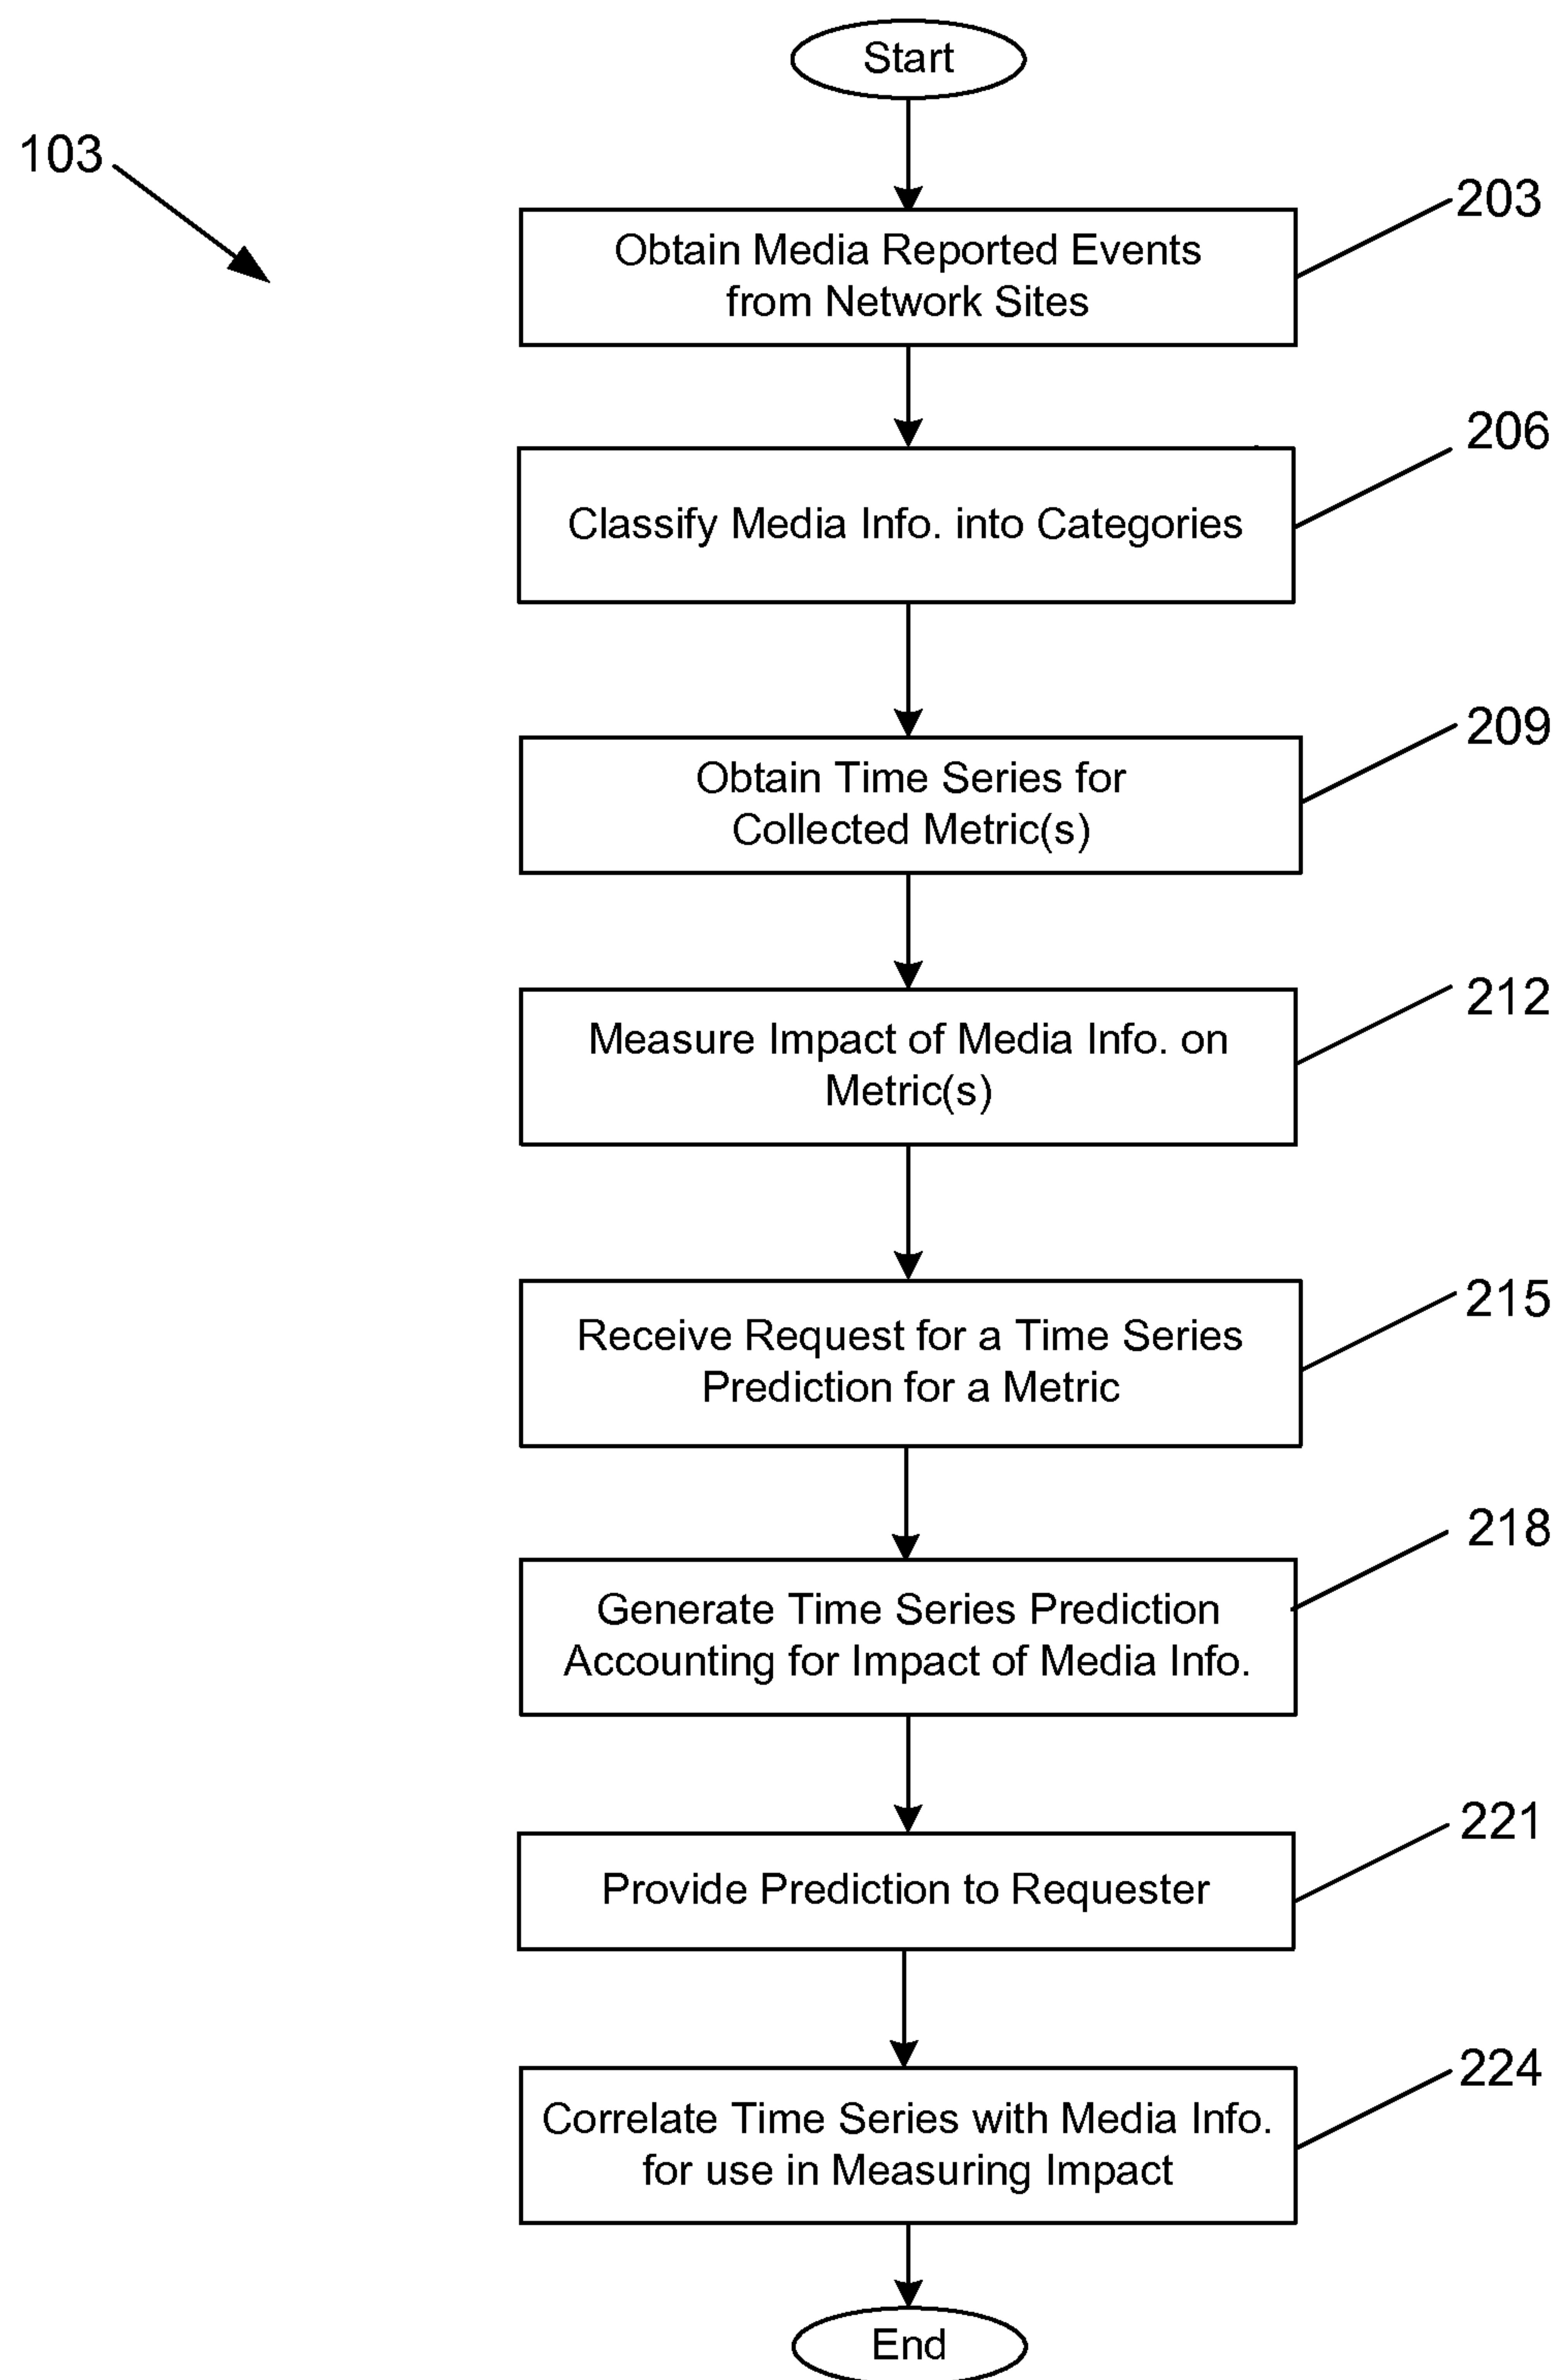 Start
103
203
Obtain Media Reported Events
from Network Sites
206
Classify Media Info. into Categories
209
Obtain Time Series for
Collected Metric(s)
212
Measure Impact of Media Info. on
Metric(s)
215
Receive Request for a Time Series
Prediction for a Metric
218
Generate Time Series Prediction
Accounting for Impact of Media Info.
221
Provide Prediction to Requester
224
Correlate Time Series with Media Info.
for use in Measuring Impact
End